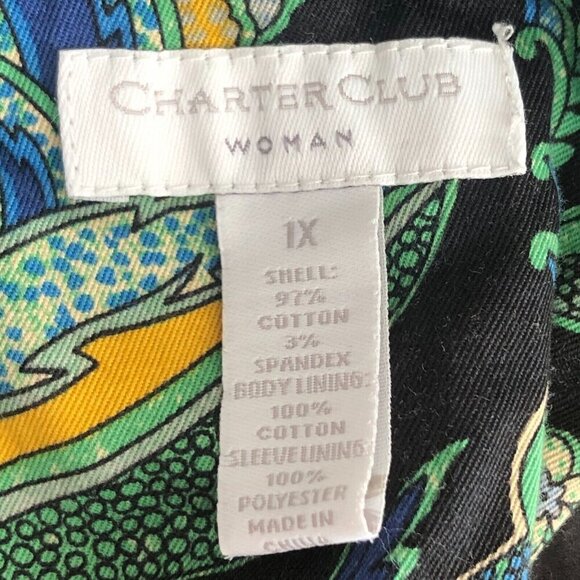 CHARTER CLUB
WOMAN
1X
SHELL:
97%
COTTON
3%
SPANDEX
BODY LINING:
100%
COTTON
SLEEVE LINING:
100%
POLYESTER
MADE IN
CHINA